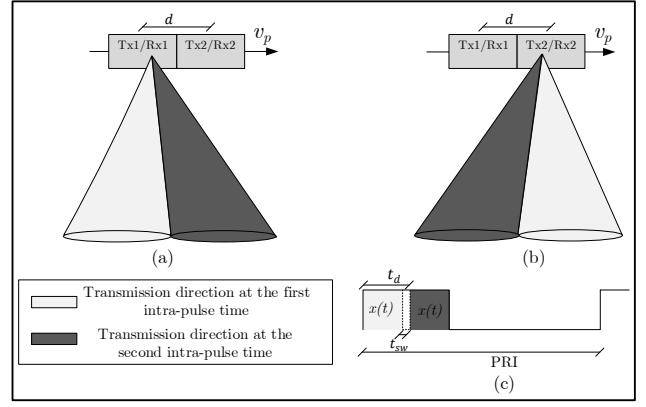 d
Tx1/Rx1 Tx2/Rx2
v_p
(a)
d
Tx1/Rx1 Tx2/Rx2
v_p
(b)
Transmission direction at the first
intra-pulse time
Transmission direction at the
second intra-pulse time
t_d
x(t) x(t)
t_sw
PRI
(c)